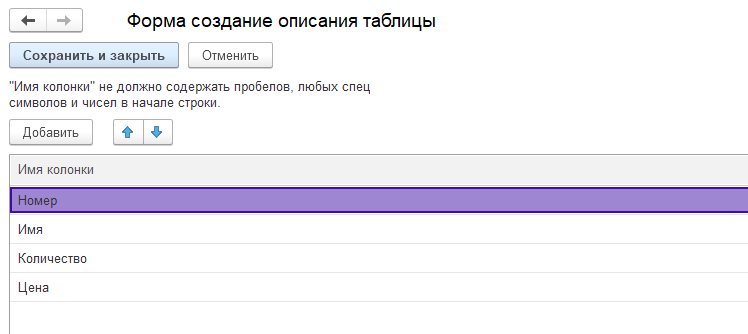 Форма создание описания таблицы
Сохранить и закрыть
Отменить
"Имя колонки" не должно содержать пробелов, любых спец
символов и чисел в начале строки.
Добавить
Имя колонки
Номер
Имя
Количество
Цена